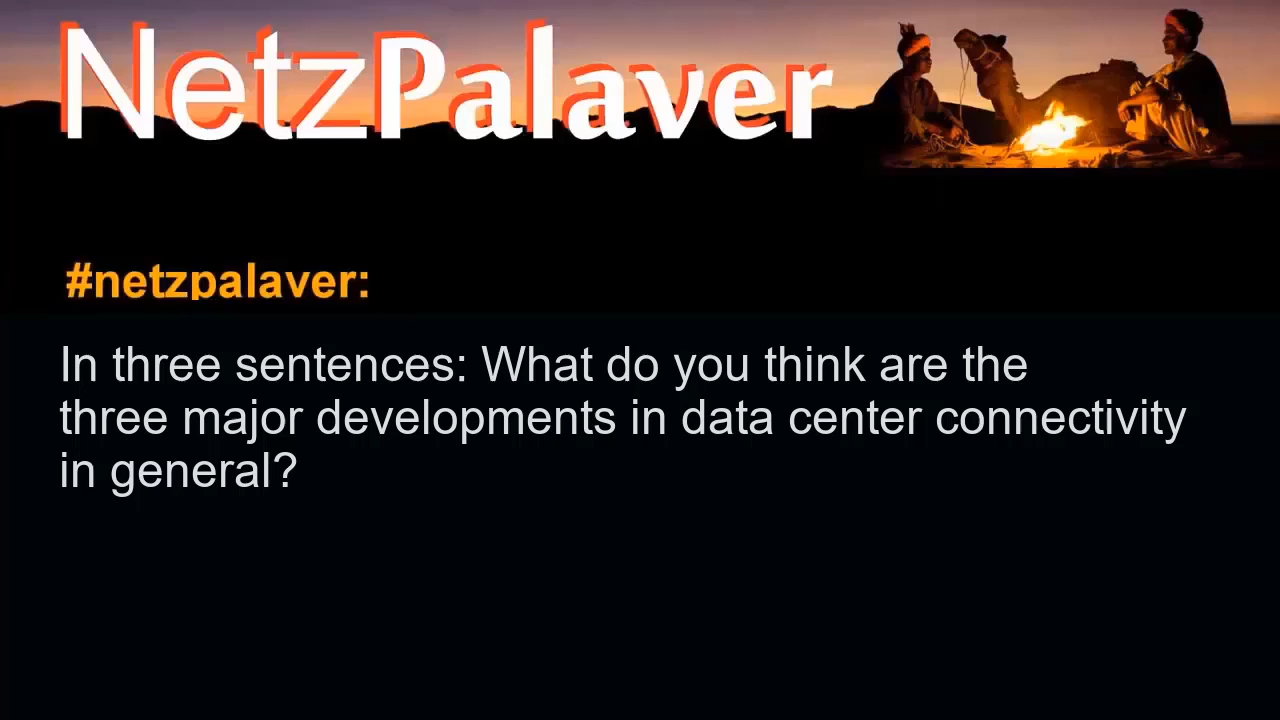 NetzPalaver
#netzpalaver:
In three sentences: What do you think are the
three major developments in data center connectivity
in general?